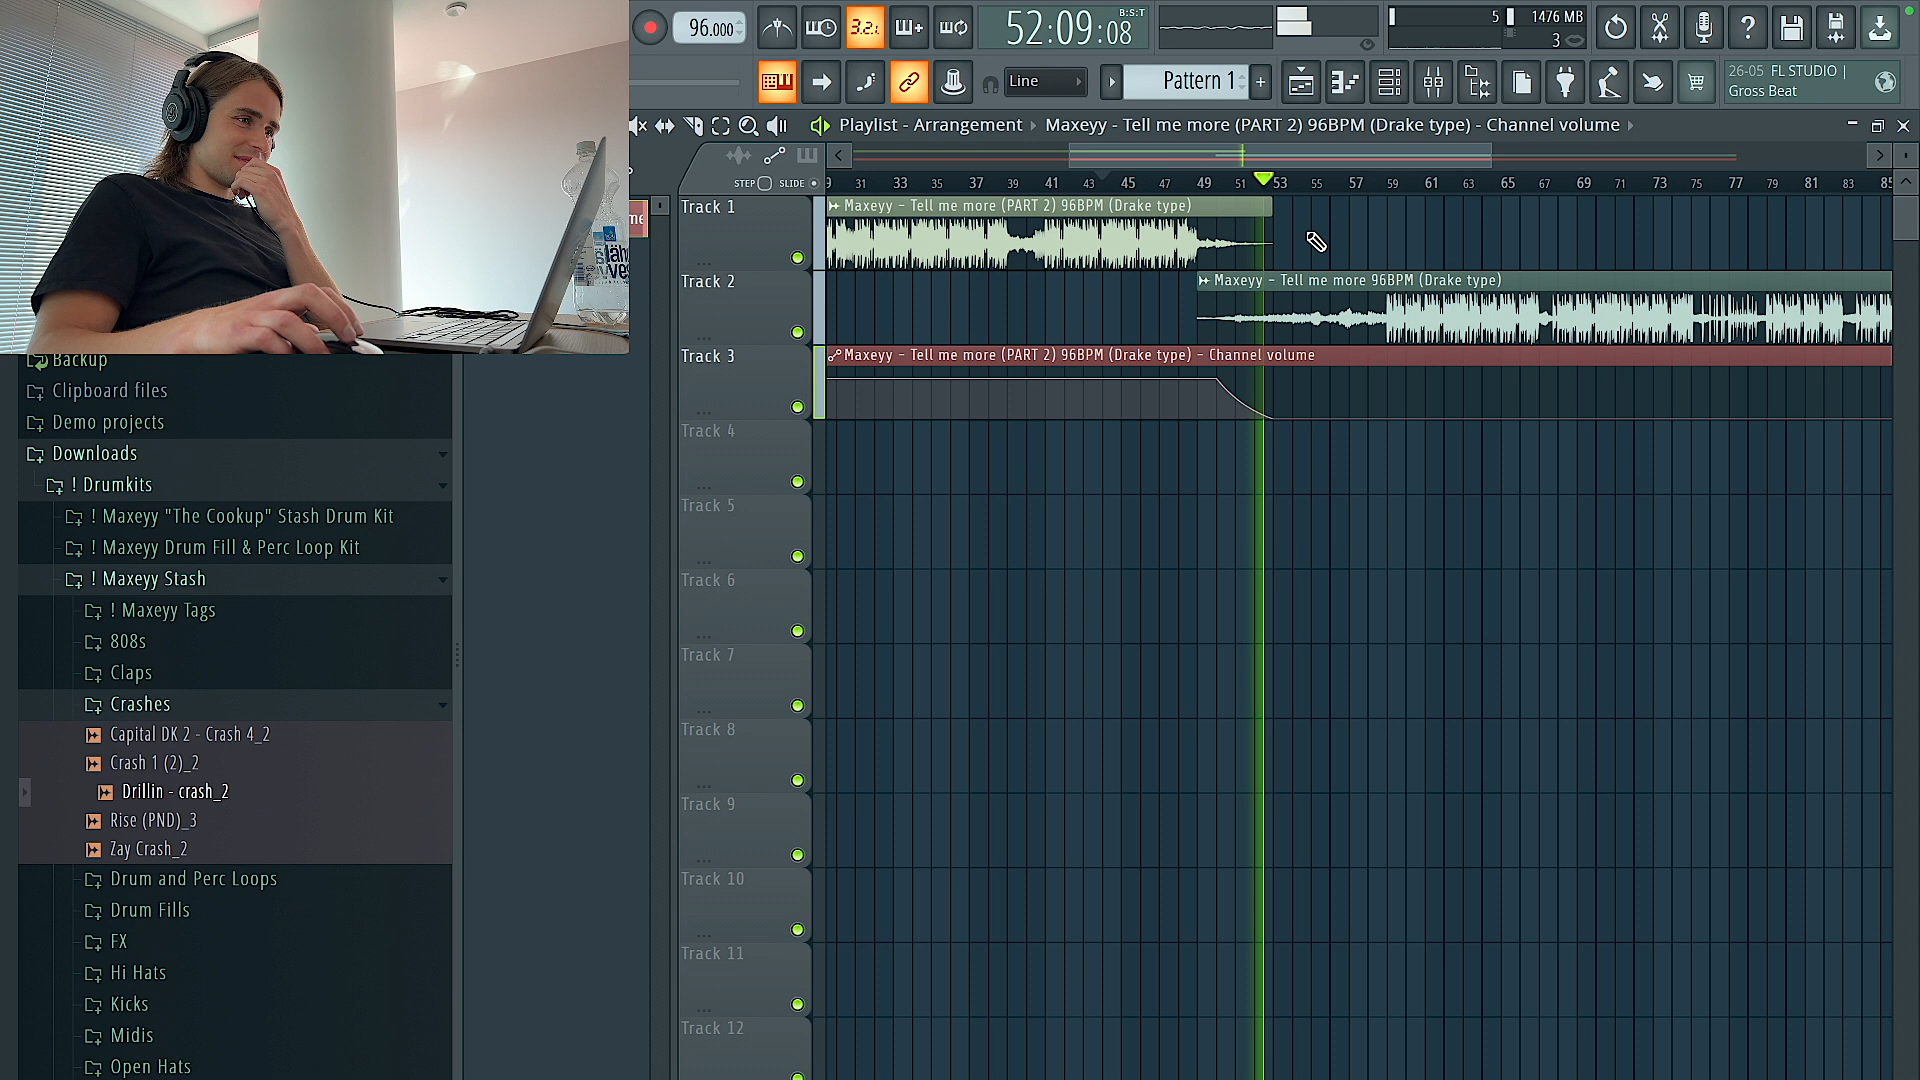 96.000
3.2.
52:09:08
B:S:T
5
1476 MB
3
Line
Pattern 1
26-05 FL STUDIO |
Gross Beat
Playlist - Arrangement
Maxeyy - Tell me more (PART 2) 96BPM (Drake type) - Channel volume
STEP
SLIDE
9 31 33 35 37 39 41 43 45 47 49 51 53 55 57 59 61 63 65 67 69 71 73 75 77 79 81 83 85
me
Track 1
Maxeyy - Tell me more (PART 2) 96BPM (Drake type)
Track 2
Maxeyy - Tell me more 96BPM (Drake type)
Track 3
Maxeyy - Tell me more (PART 2) 96BPM (Drake type) - Channel volume
Track 4
Track 5
Track 6
Track 7
Track 8
Track 9
Track 10
Track 11
Track 12
Backup
Clipboard files
Demo projects
Downloads
! Drumkits
! Maxeyy "The Cookup" Stash Drum Kit
! Maxeyy Drum Fill & Perc Loop Kit
! Maxeyy Stash
! Maxeyy Tags
808s
Claps
Crashes
Capital DK 2 - Crash 4_2
Crash 1 (2)_2
Drillin - crash_2
Rise (PND)_3
Zay Crash_2
Drum and Perc Loops
Drum Fills
FX
Hi Hats
Kicks
Midis
Open Hats